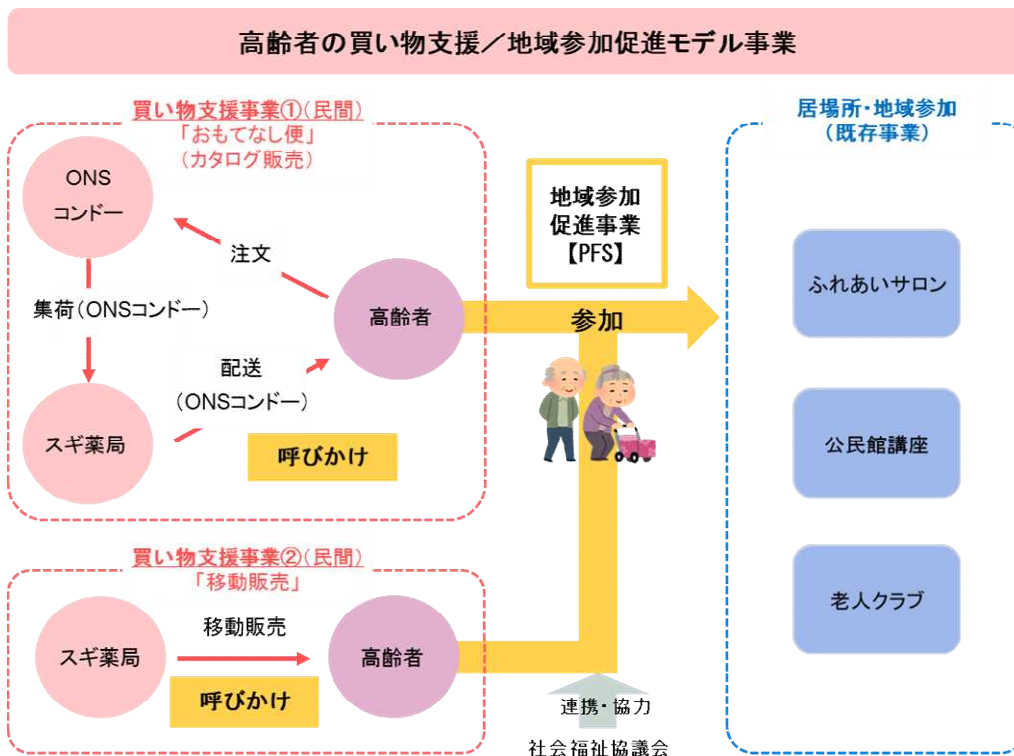 高齢者の買い物支援／地域参加促進モデル事業
買い物支援事業①(民間)
「おもてなし便」
(カタログ販売)
ONS
コンドー
注文
集荷(ONSコンドー)
高齢者
配送
(ONSコンドー)
スギ薬局
呼びかけ
買い物支援事業②(民間)
「移動販売」
スギ薬局
移動販売
高齢者
呼びかけ
地域参加
促進事業
【PFS】
参加
連携・協力
社会福祉協議会
居場所・地域参加
(既存事業)
ふれあいサロン
公民館講座
老人クラブ